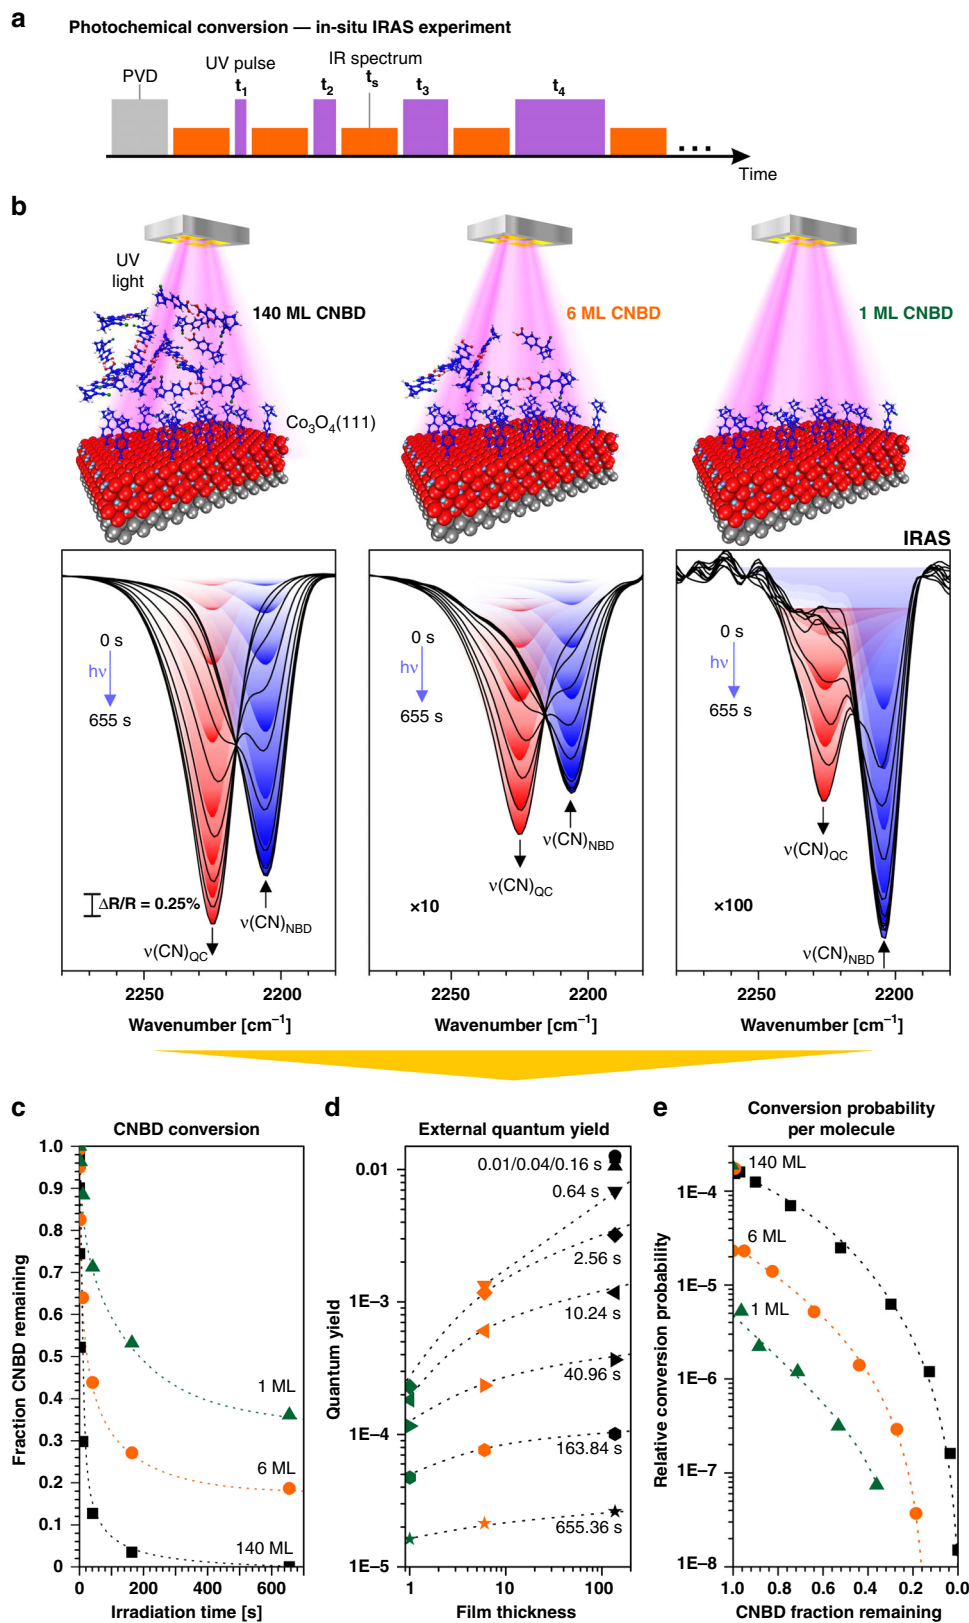 a
Photochemical conversion — in-situ IRAS experiment
PVD
UV pulse
IR spectrum
t1
t2
ts
t3
t4
Time
b
UV
light
140 ML CNBD
6 ML CNBD
1 ML CNBD
Co3O4(111)
IRAS
0 s
hν
655 s
ΔR/R = 0.25%
ν(CN)QC
ν(CN)NBD
2250
2200
Wavenumber [cm−1]
0 s
hν
655 s
×10
ν(CN)QC
ν(CN)NBD
2250
2200
Wavenumber [cm−1]
0 s
hν
655 s
×100
ν(CN)QC
ν(CN)NBD
2250
2200
Wavenumber [cm−1]
c
CNBD conversion
Fraction CNBD remaining
1.0
0.9
0.8
0.7
0.6
0.5
0.4
0.3
0.2
0.1
0
1 ML
6 ML
140 ML
0 200 400 600
Irradiation time [s]
d
External quantum yield
Quantum yield
0.01
1E–3
1E–4
1E–5
0.01/0.04/0.16 s
0.64 s
2.56 s
10.24 s
40.96 s
163.84 s
655.36 s
1 10 100
Film thickness
e
Conversion probability
per molecule
Relative conversion probability
1E–4
1E–5
1E–6
1E–7
1E–8
140 ML
6 ML
1 ML
1.0 0.8 0.6 0.4 0.2 0.0
CNBD fraction remaining